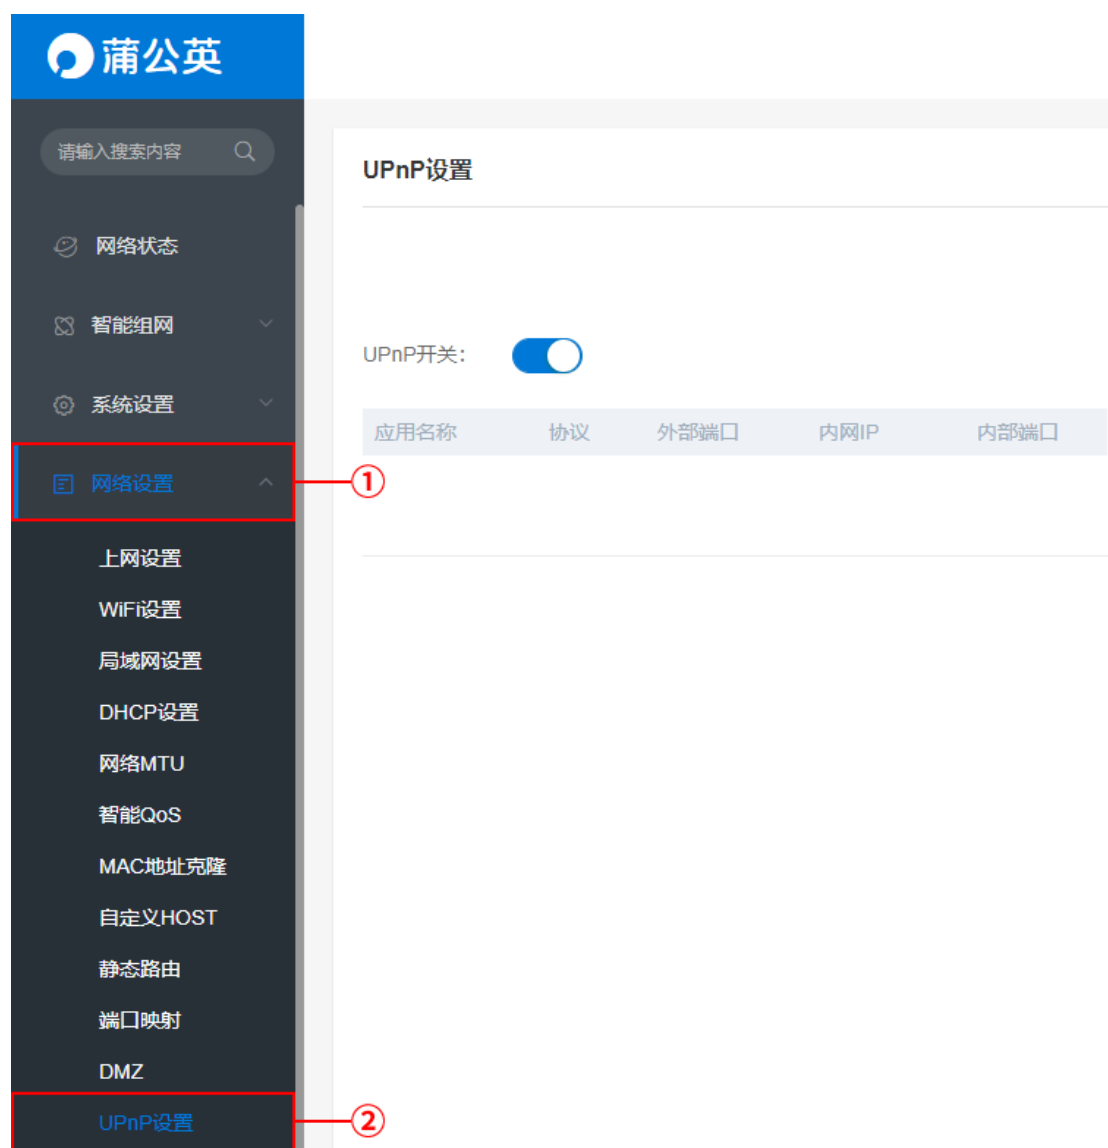 蒲公英
请输入搜索内容
网络状态
智能组网
系统设置
网络设置
①
上网设置
WiFi设置
局域网设置
DHCP设置
网络MTU
智能QoS
MAC地址克隆
自定义HOST
静态路由
端口映射
DMZ
UPnP设置
②
UPnP设置
UPnP开关：
应用名称 协议 外部端口 内网IP 内部端口